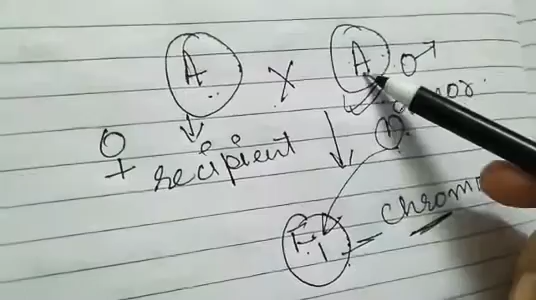 A × A ♂
♀ recipient
n
F1 = chrom